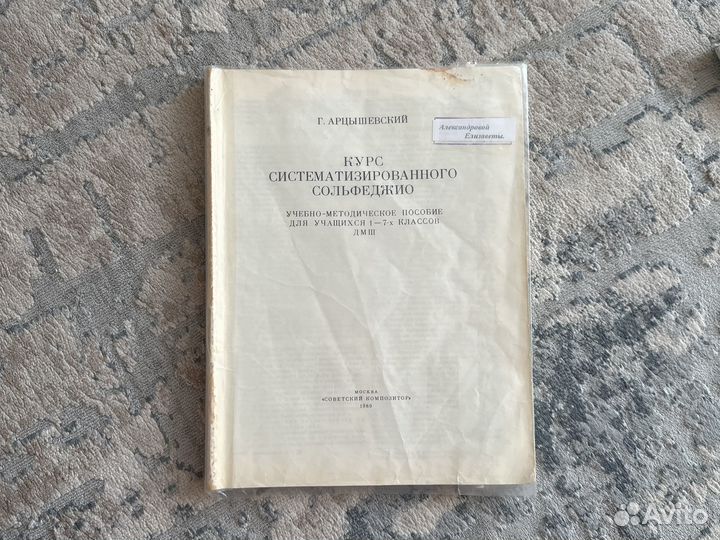 Г. АРЦЫШЕВСКИЙ
Александровой
Елизаветы.
КУРС
СИСТЕМАТИЗИРОВАННОГО
СОЛЬФЕДЖИО
УЧЕБНО-МЕТОДИЧЕСКОЕ ПОСОБИЕ
ДЛЯ УЧАЩИХСЯ 1—7-х КЛАССОВ
ДМШ
МОСКВА
«СОВЕТСКИЙ КОМПОЗИТОР»
1989
Avito